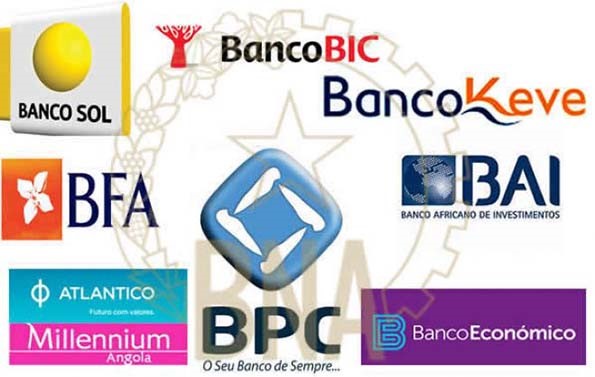 BANCO SOL
BancoBIC
BancoKeve
BFA
BAI
BANCO AFRICANO DE INVESTIMENTOS
BNA
ATLANTICO
Futuro com valores.
Millennium
Angola
BPC
O Seu Banco de Sempre...
BancoEconómico